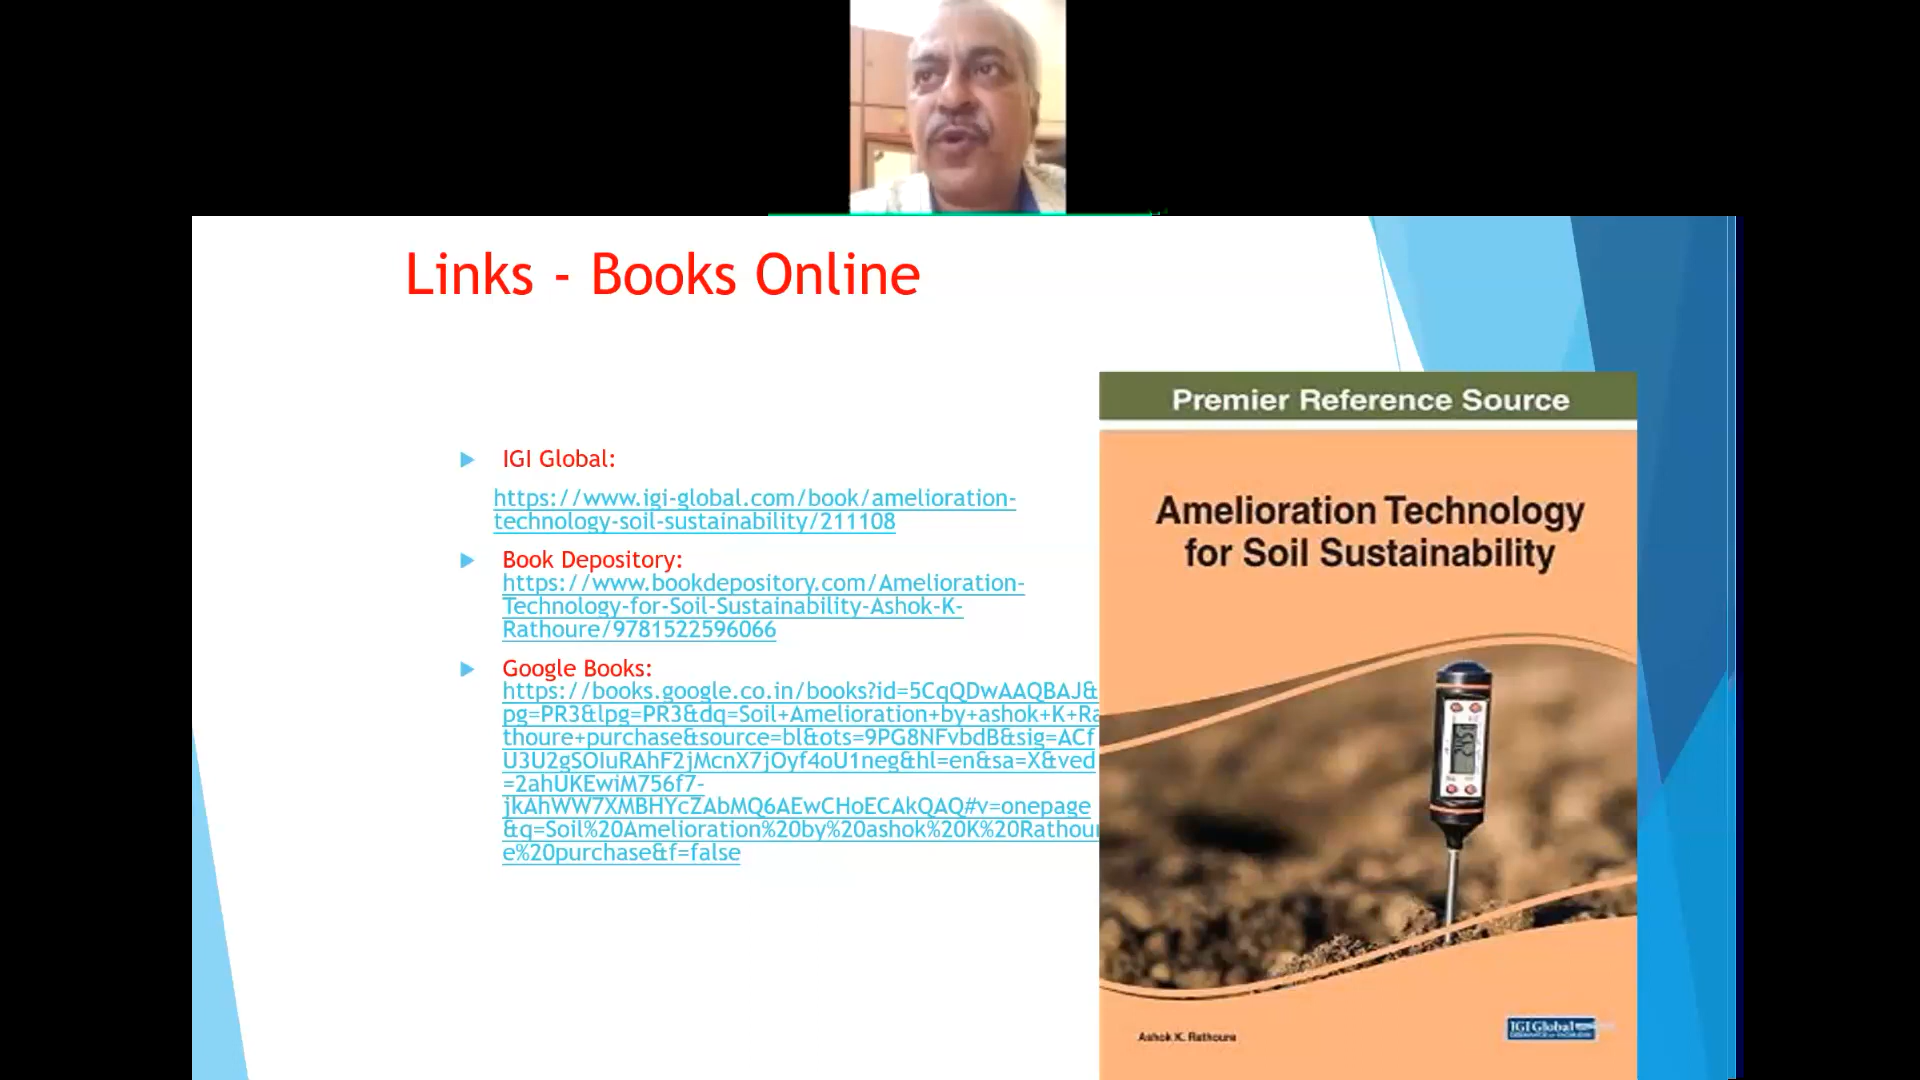 Links - Books Online
IGI Global:
https://www.igi-global.com/book/amelioration-
technology-soil-sustainability/211108
Book Depository:
https://www.bookdepository.com/Amelioration-
Technology-for-Soil-Sustainability-Ashok-K-
Rathoure/9781522596066
Google Books:
https://books.google.co.in/books?id=5CqQDwAAQBAJ&
pg=PR3&lpg=PR3&dq=Soil+Amelioration+by+ashok+K+Ra
thoure+purchase&source=bl&ots=9PG8NFvbdB&sig=ACf
U3U2gSOIuRAhF2jMcnX7jOyf4oU1neg&hl=en&sa=X&ved
=2ahUKEwiM756f7-
jkAhWW7XMBHYcZAbMQ6AEwCHoECAkQAQ#v=onepage
&q=Soil%20Amelioration%20by%20ashok%20K%20Rathour
e%20purchase&f=false
Premier Reference Source
Amelioration Technology
for Soil Sustainability
Ashok K. Rathoure
IGI Global